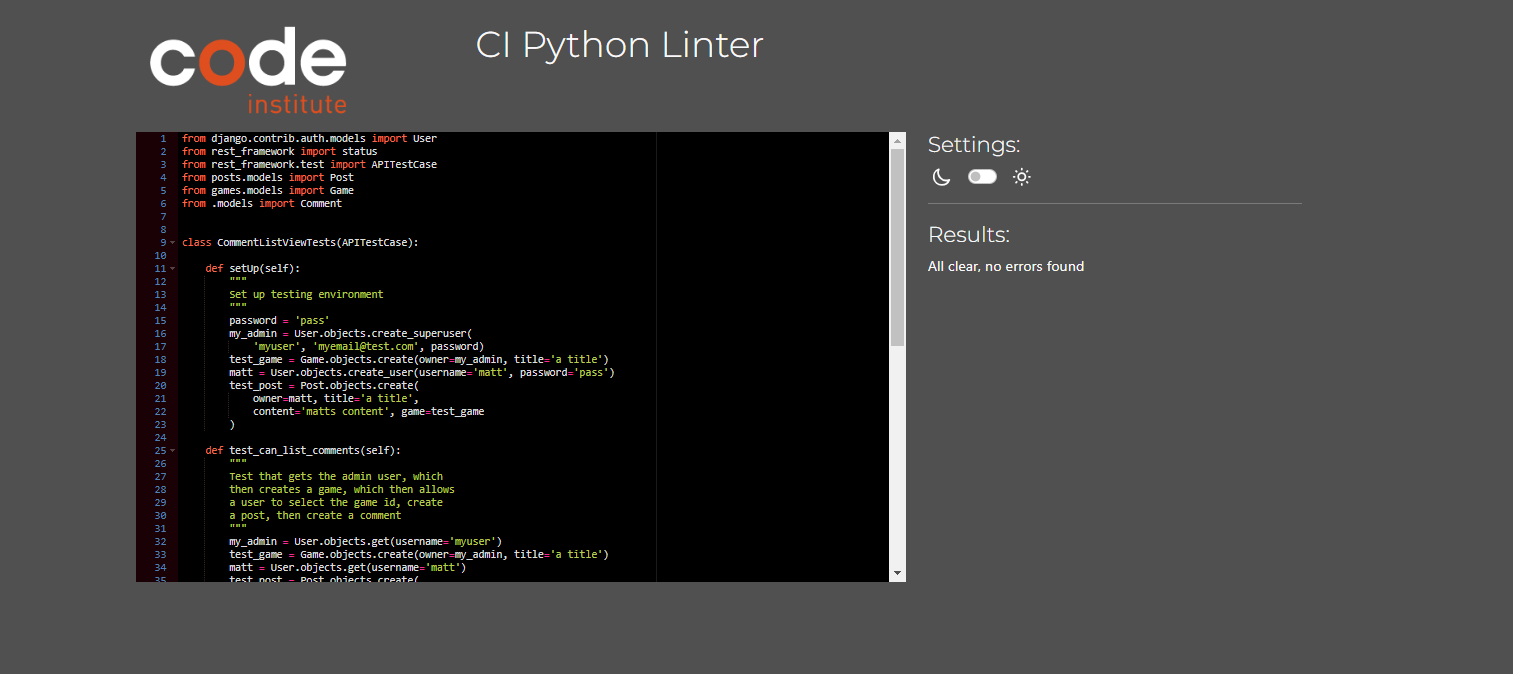 code
institute
CI Python Linter
1 from django.contrib.auth.models import User
2 from rest_framework import status
3 from rest_framework.test import APITestCase
4 from posts.models import Post
5 from games.models import Game
6 from .models import Comment
7
8
9 class CommentListViewTests(APITestCase):
10
11     def setUp(self):
12         """
13         Set up testing environment
14         """
15         password = 'pass'
16         my_admin = User.objects.create_superuser(
17             'myuser', 'myemail@test.com', password)
18         test_game = Game.objects.create(owner=my_admin, title='a title')
19         matt = User.objects.create_user(username='matt', password='pass')
20         test_post = Post.objects.create(
21             owner=matt, title='a title',
22             content='matts content', game=test_game
23         )
24
25     def test_can_list_comments(self):
26         """
27         Test that gets the admin user, which
28         then creates a game, which then allows
29         a user to select the game id, create
30         a post, then create a comment
31         """
32         my_admin = User.objects.get(username='myuser')
33         test_game = Game.objects.create(owner=my_admin, title='a title')
34         matt = User.objects.get(username='matt')
35         test_post = Post.objects.create(
Settings:
Results:
All clear, no errors found